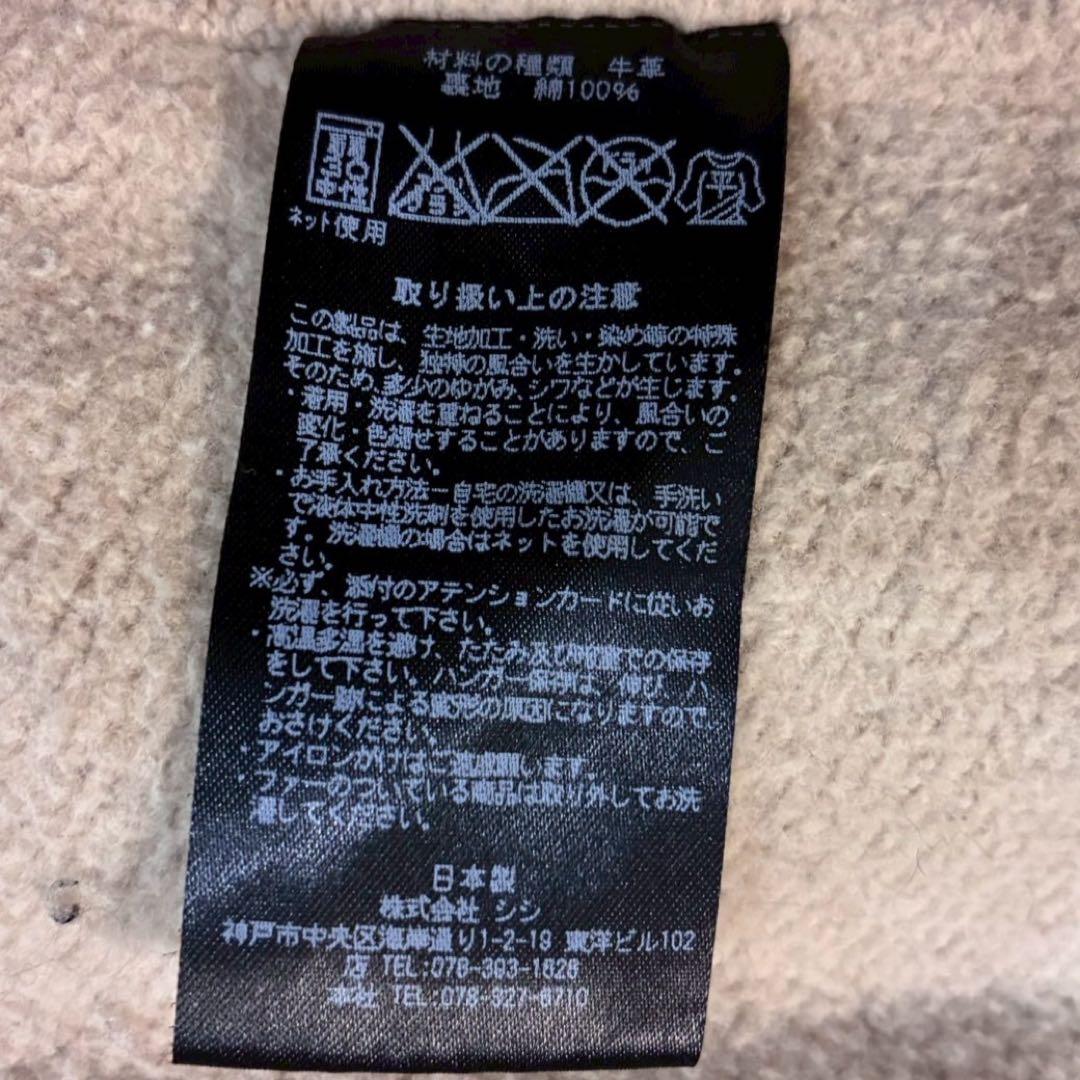 材料の種類 牛革
裏地 綿100%
弱 30
中性
ドライ
平
ネット使用
取り扱い上の注意
この製品は、生地加工・洗い・染め等の特殊
加工を施し、独特の風合いを生かしています。
そのため、多少のゆがみ、シワなどが生じます。
・着用・洗濯を重ねることにより、風合いの
変化・色褪せすることがありますので、ご
了承ください。
・お手入れ方法－自宅の洗濯機又は、手洗い
で液体中性洗剤を使用したお洗濯が可能で
す。洗濯機の場合はネットを使用してくだ
さい。
※必ず、添付のアテンションカードに従いお
洗濯を行って下さい。
・高温多湿を避け、たたみ及び での保存
をして下さい。ハンガー保存は、伸び、ハ
ンガー跡による変形の原因になりますので、
おさけください。
・アイロンがけはご遠慮願います。
・ファーのついている商品は取り外してお洗
濯してください。
日本製
株式会社 シシ
神戸市中央区海岸通り1-2-19 東洋ビル102
店 TEL:078-393-1626
本社 TEL:078-327-6710